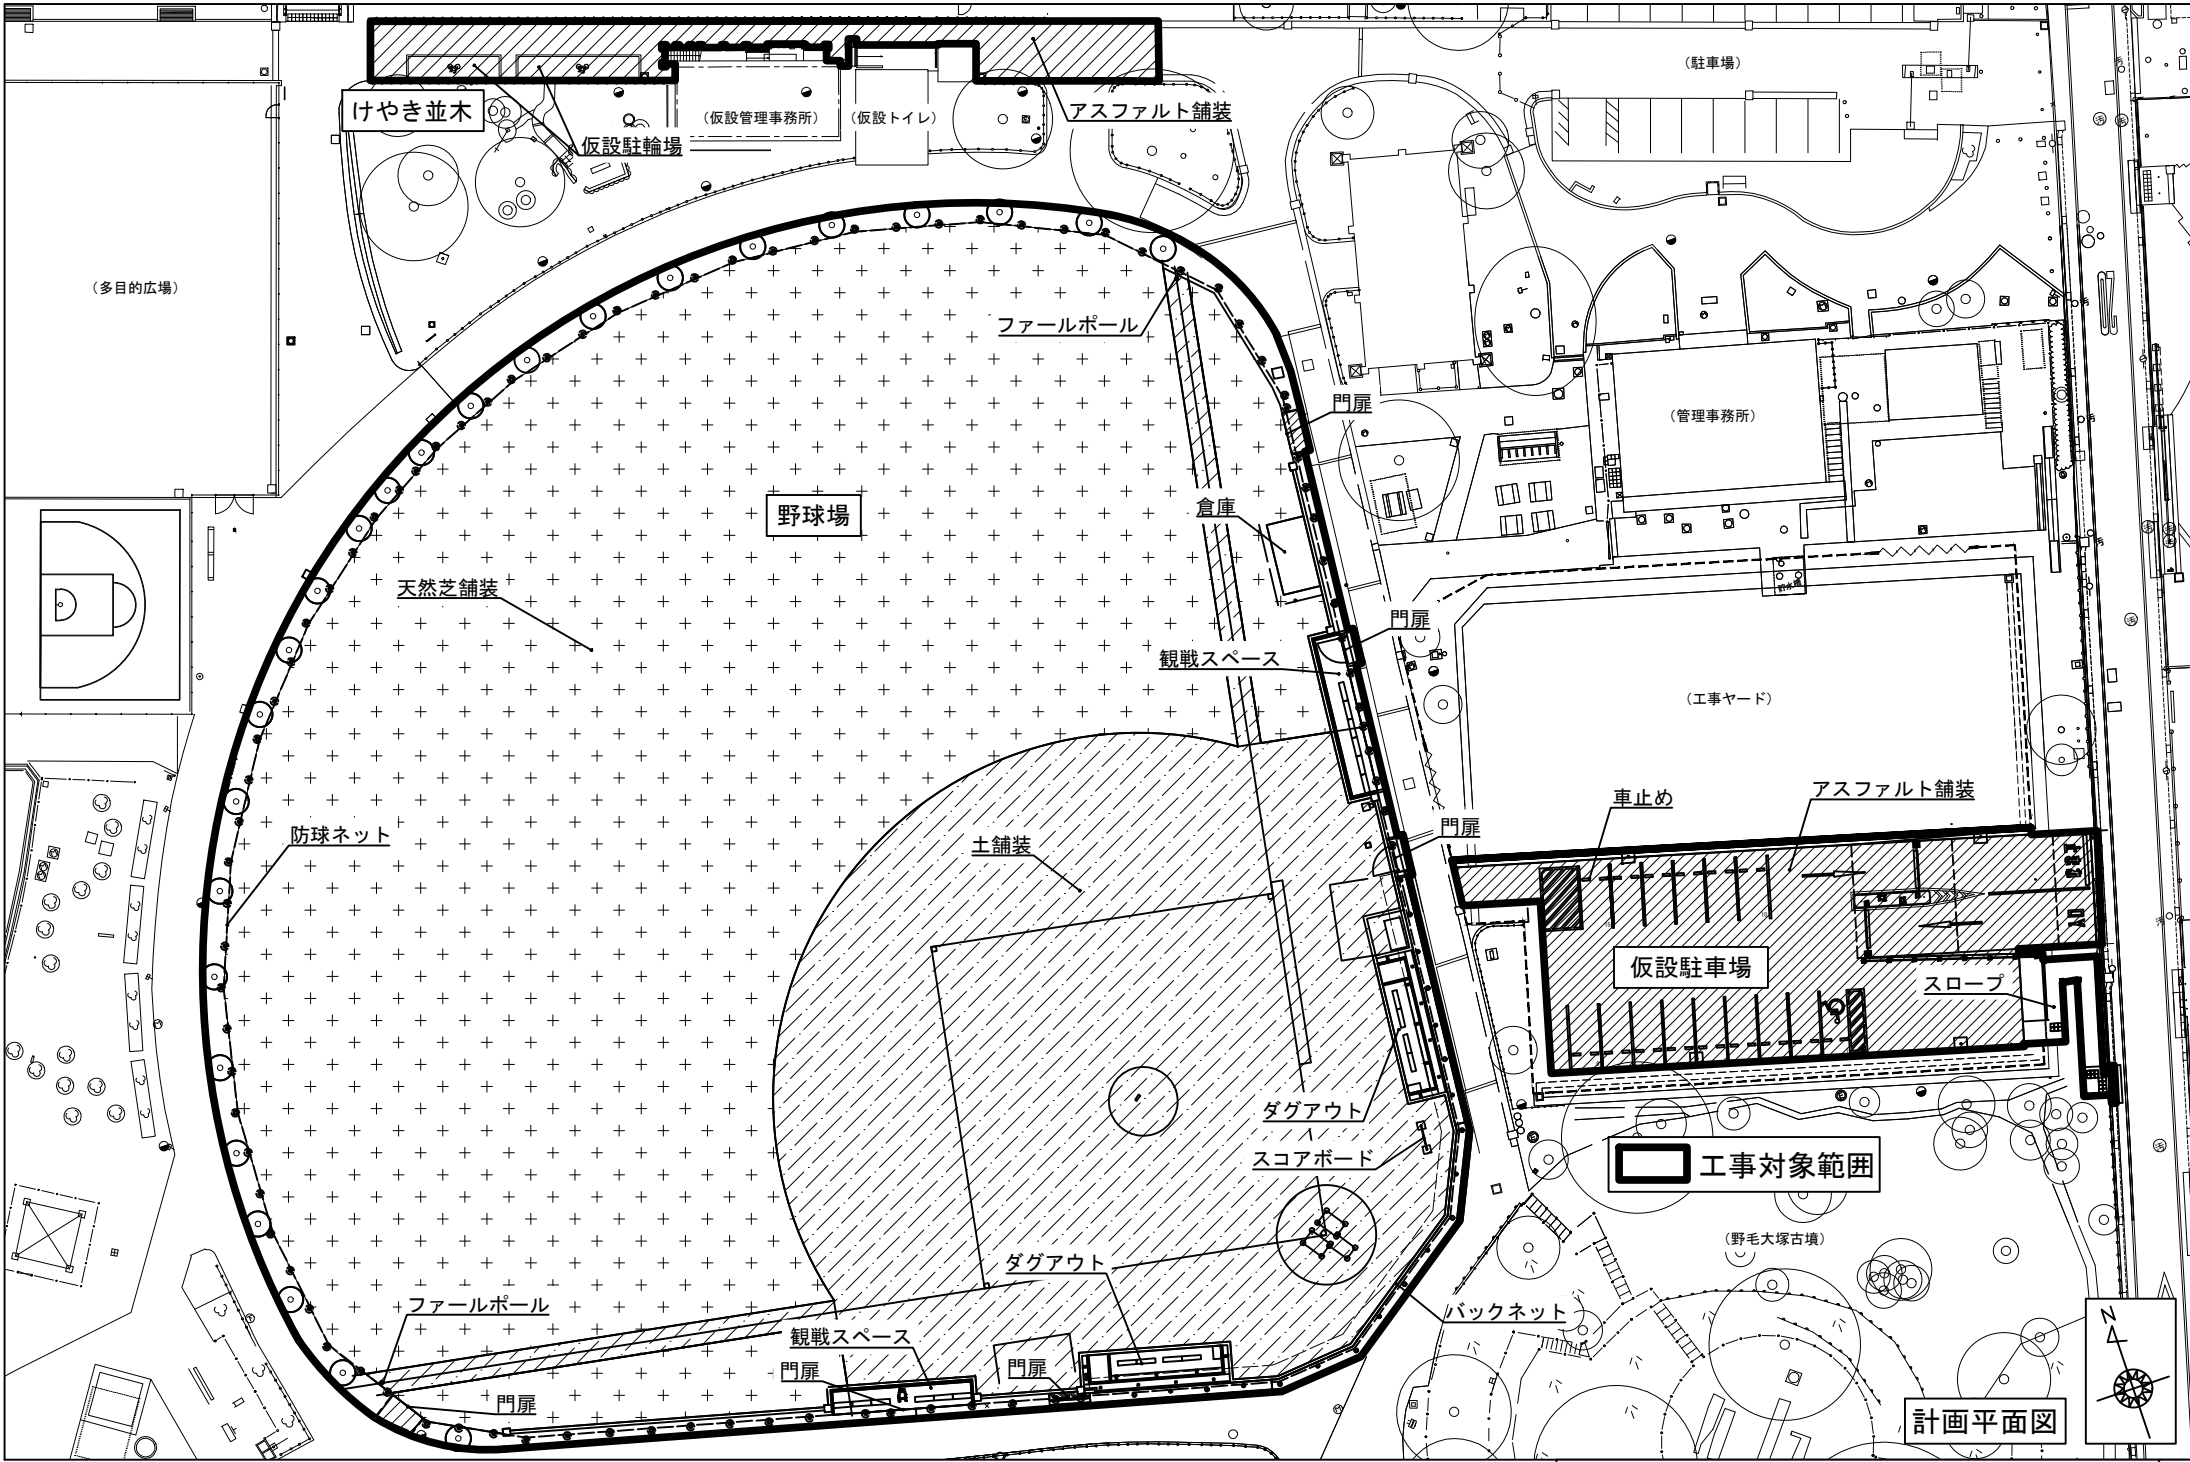 (駐車場)
けやき並木
(仮設管理事務所)
(仮設トイレ)
アスファルト舗装
仮設駐輪場
(多目的広場)
ファールポール
門扉
(管理事務所)
倉庫
野球場
天然芝舗装
貯水槽
門扉
観戦スペース
(工事ヤード)
車止め
アスファルト舗装
防球ネット
土舗装
門扉
仮設駐車場
スロープ
ダグアウト
スコアボード
工事対象範囲
(野毛大塚古墳)
ダグアウト
ファールポール
バックネット
観戦スペース
門扉
門扉
門扉
N
計画平面図